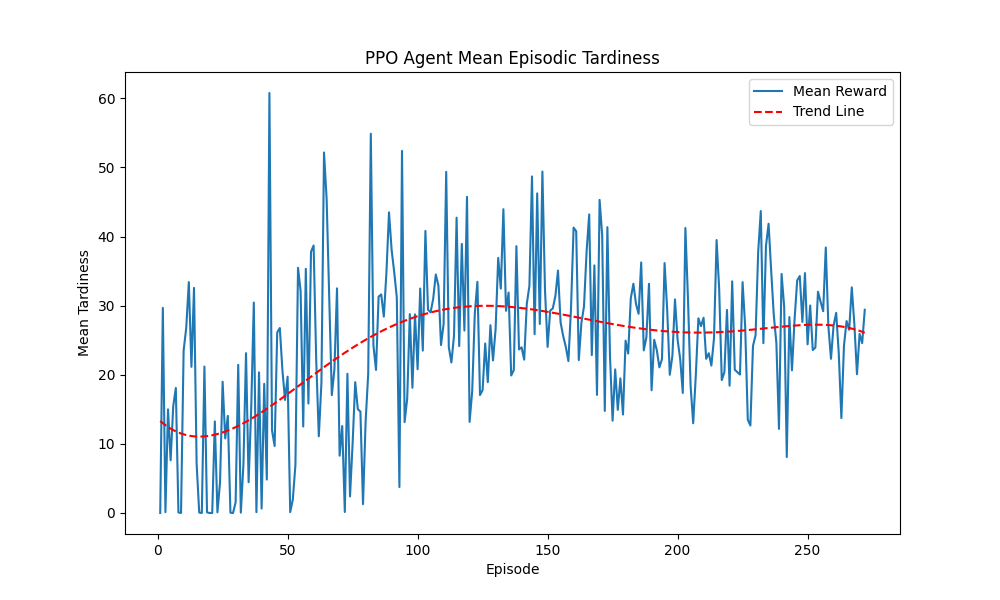 PPO Agent Mean Episodic Tardiness
Mean Reward
Trend Line
60
50
40
30
20
10
0
Mean Tardiness
0 50 100 150 200 250
Episode